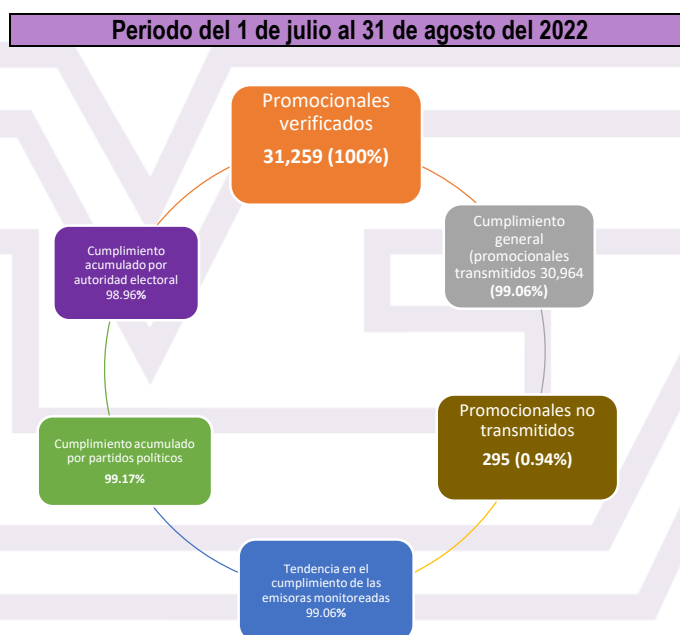 Periodo del 1 de julio al 31 de agosto del 2022
Promocionales
verificados
31,259 (100%)
Cumplimiento
general
(promocionales
transmitidos 30,964
(99.06%)
Promocionales no
transmitidos
295 (0.94%)
Tendencia en el
cumplimiento de las
emisoras monitoreadas
99.06%
Cumplimiento acumulado
por partidos políticos
99.17%
Cumplimiento
acumulado por
autoridad electoral
98.96%